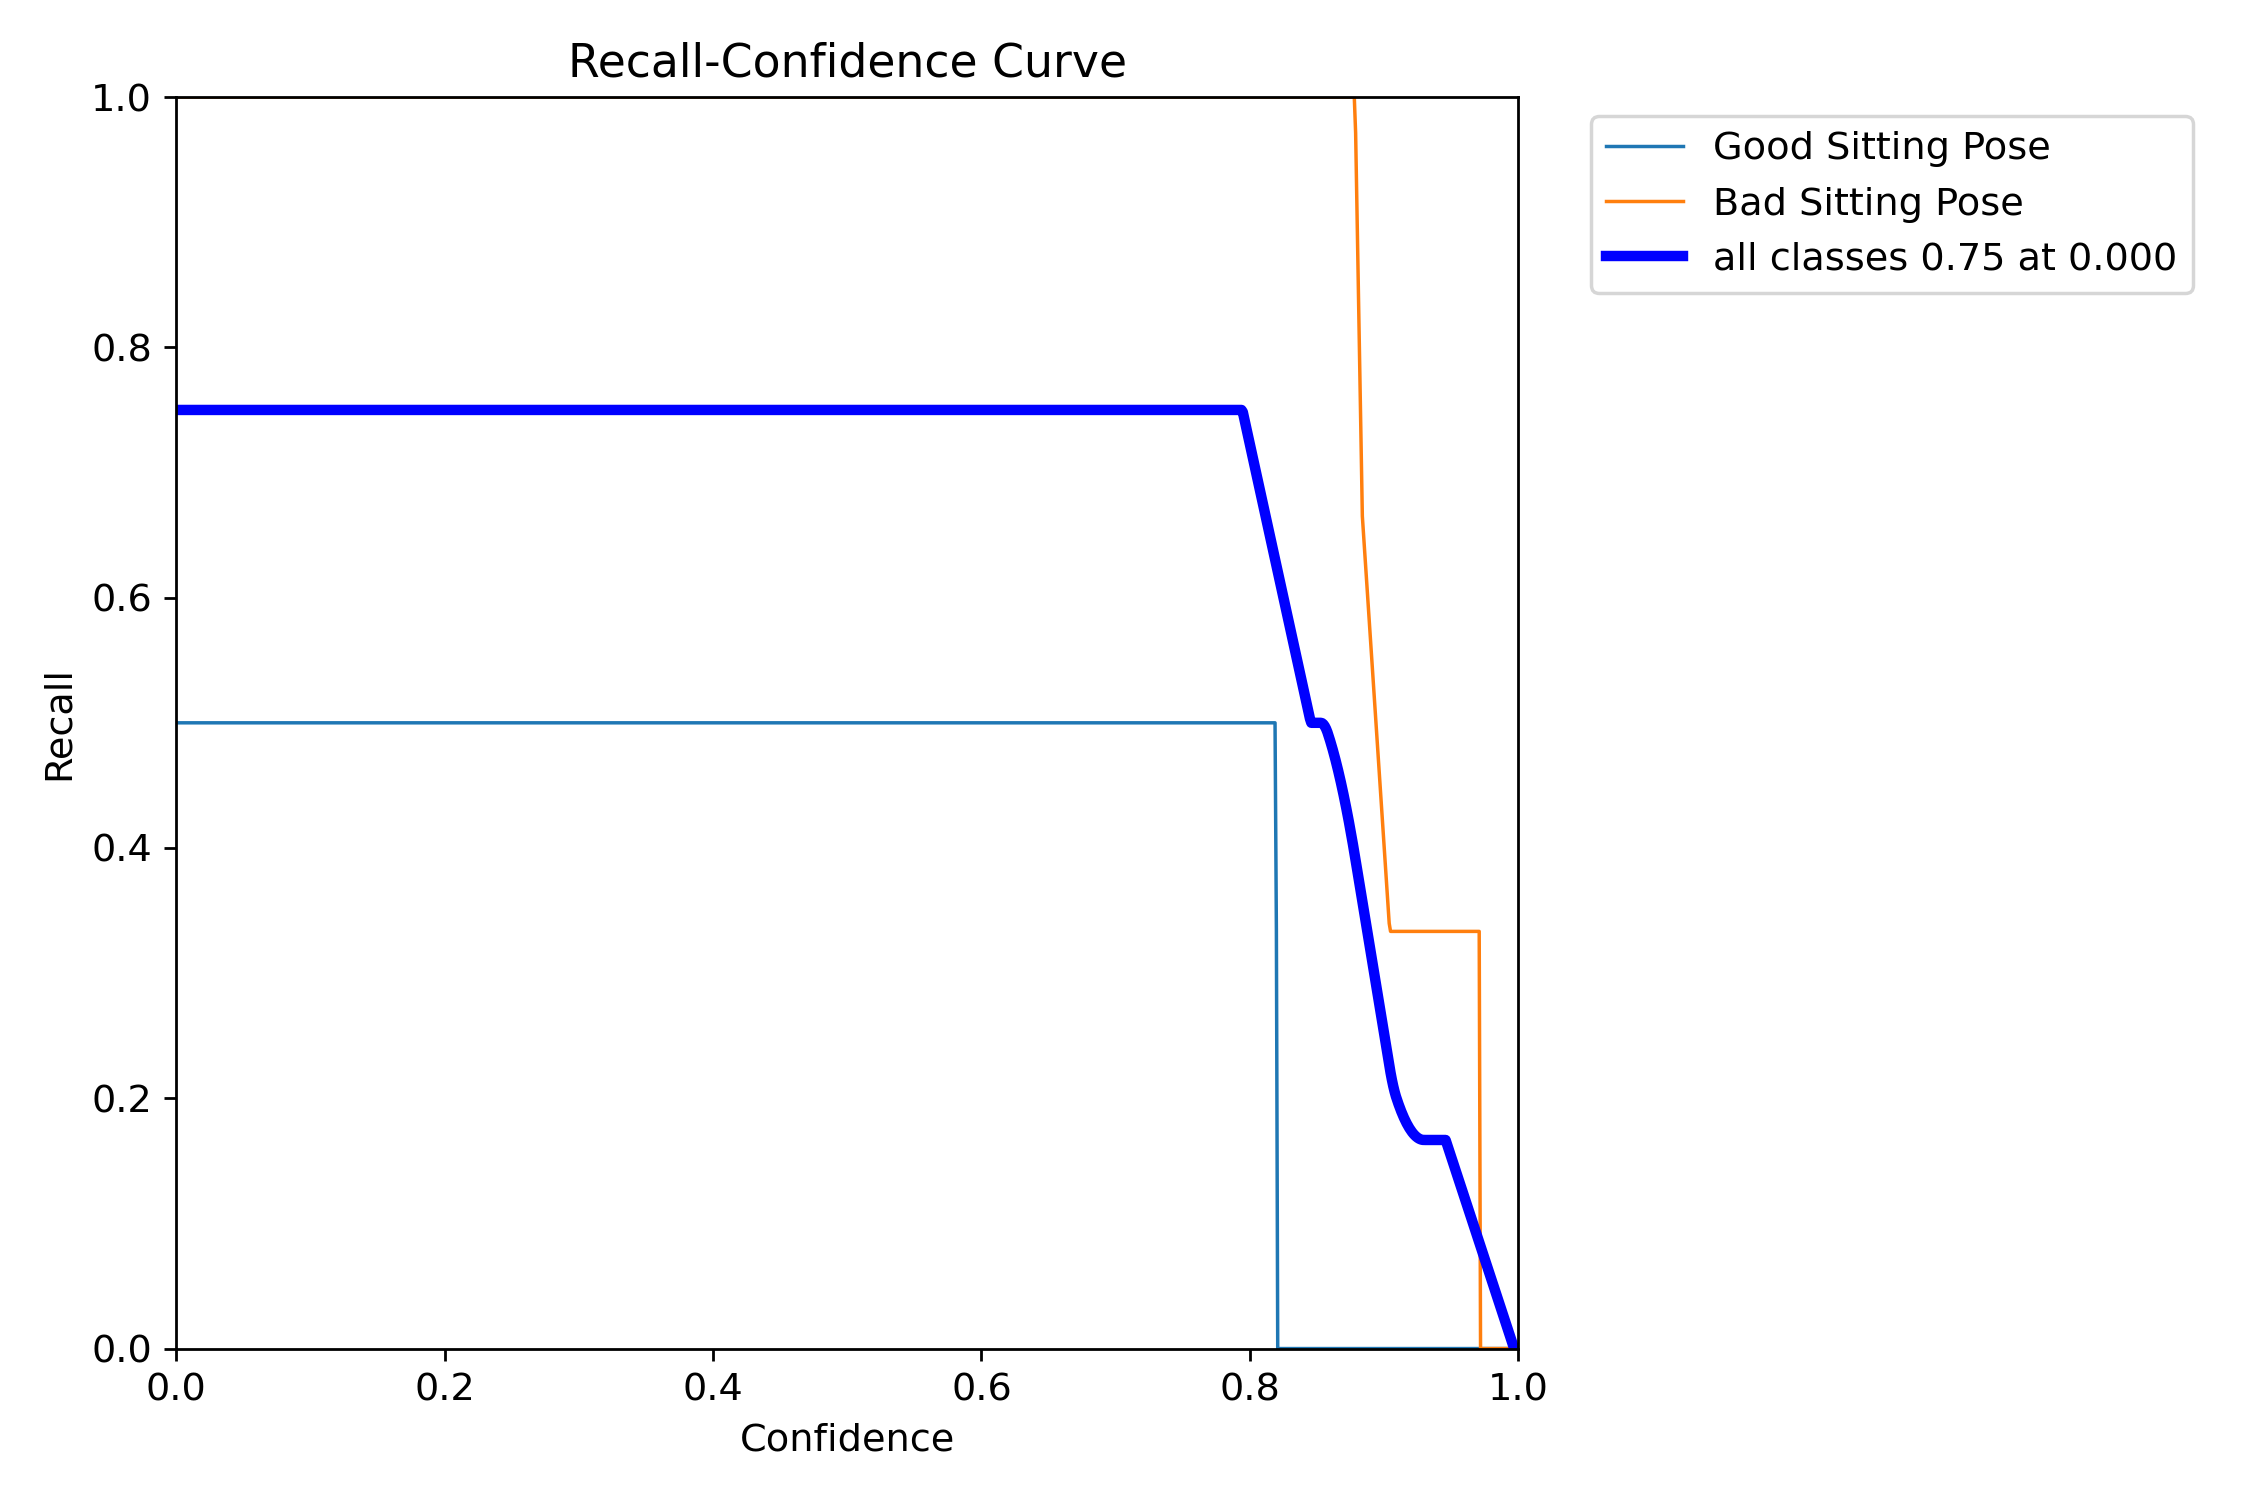 Recall-Confidence Curve
1.0
0.8
0.6
0.4
0.2
0.0
Recall
0.0 0.2 0.4 0.6 0.8 1.0
Confidence
Good Sitting Pose
Bad Sitting Pose
all classes 0.75 at 0.000